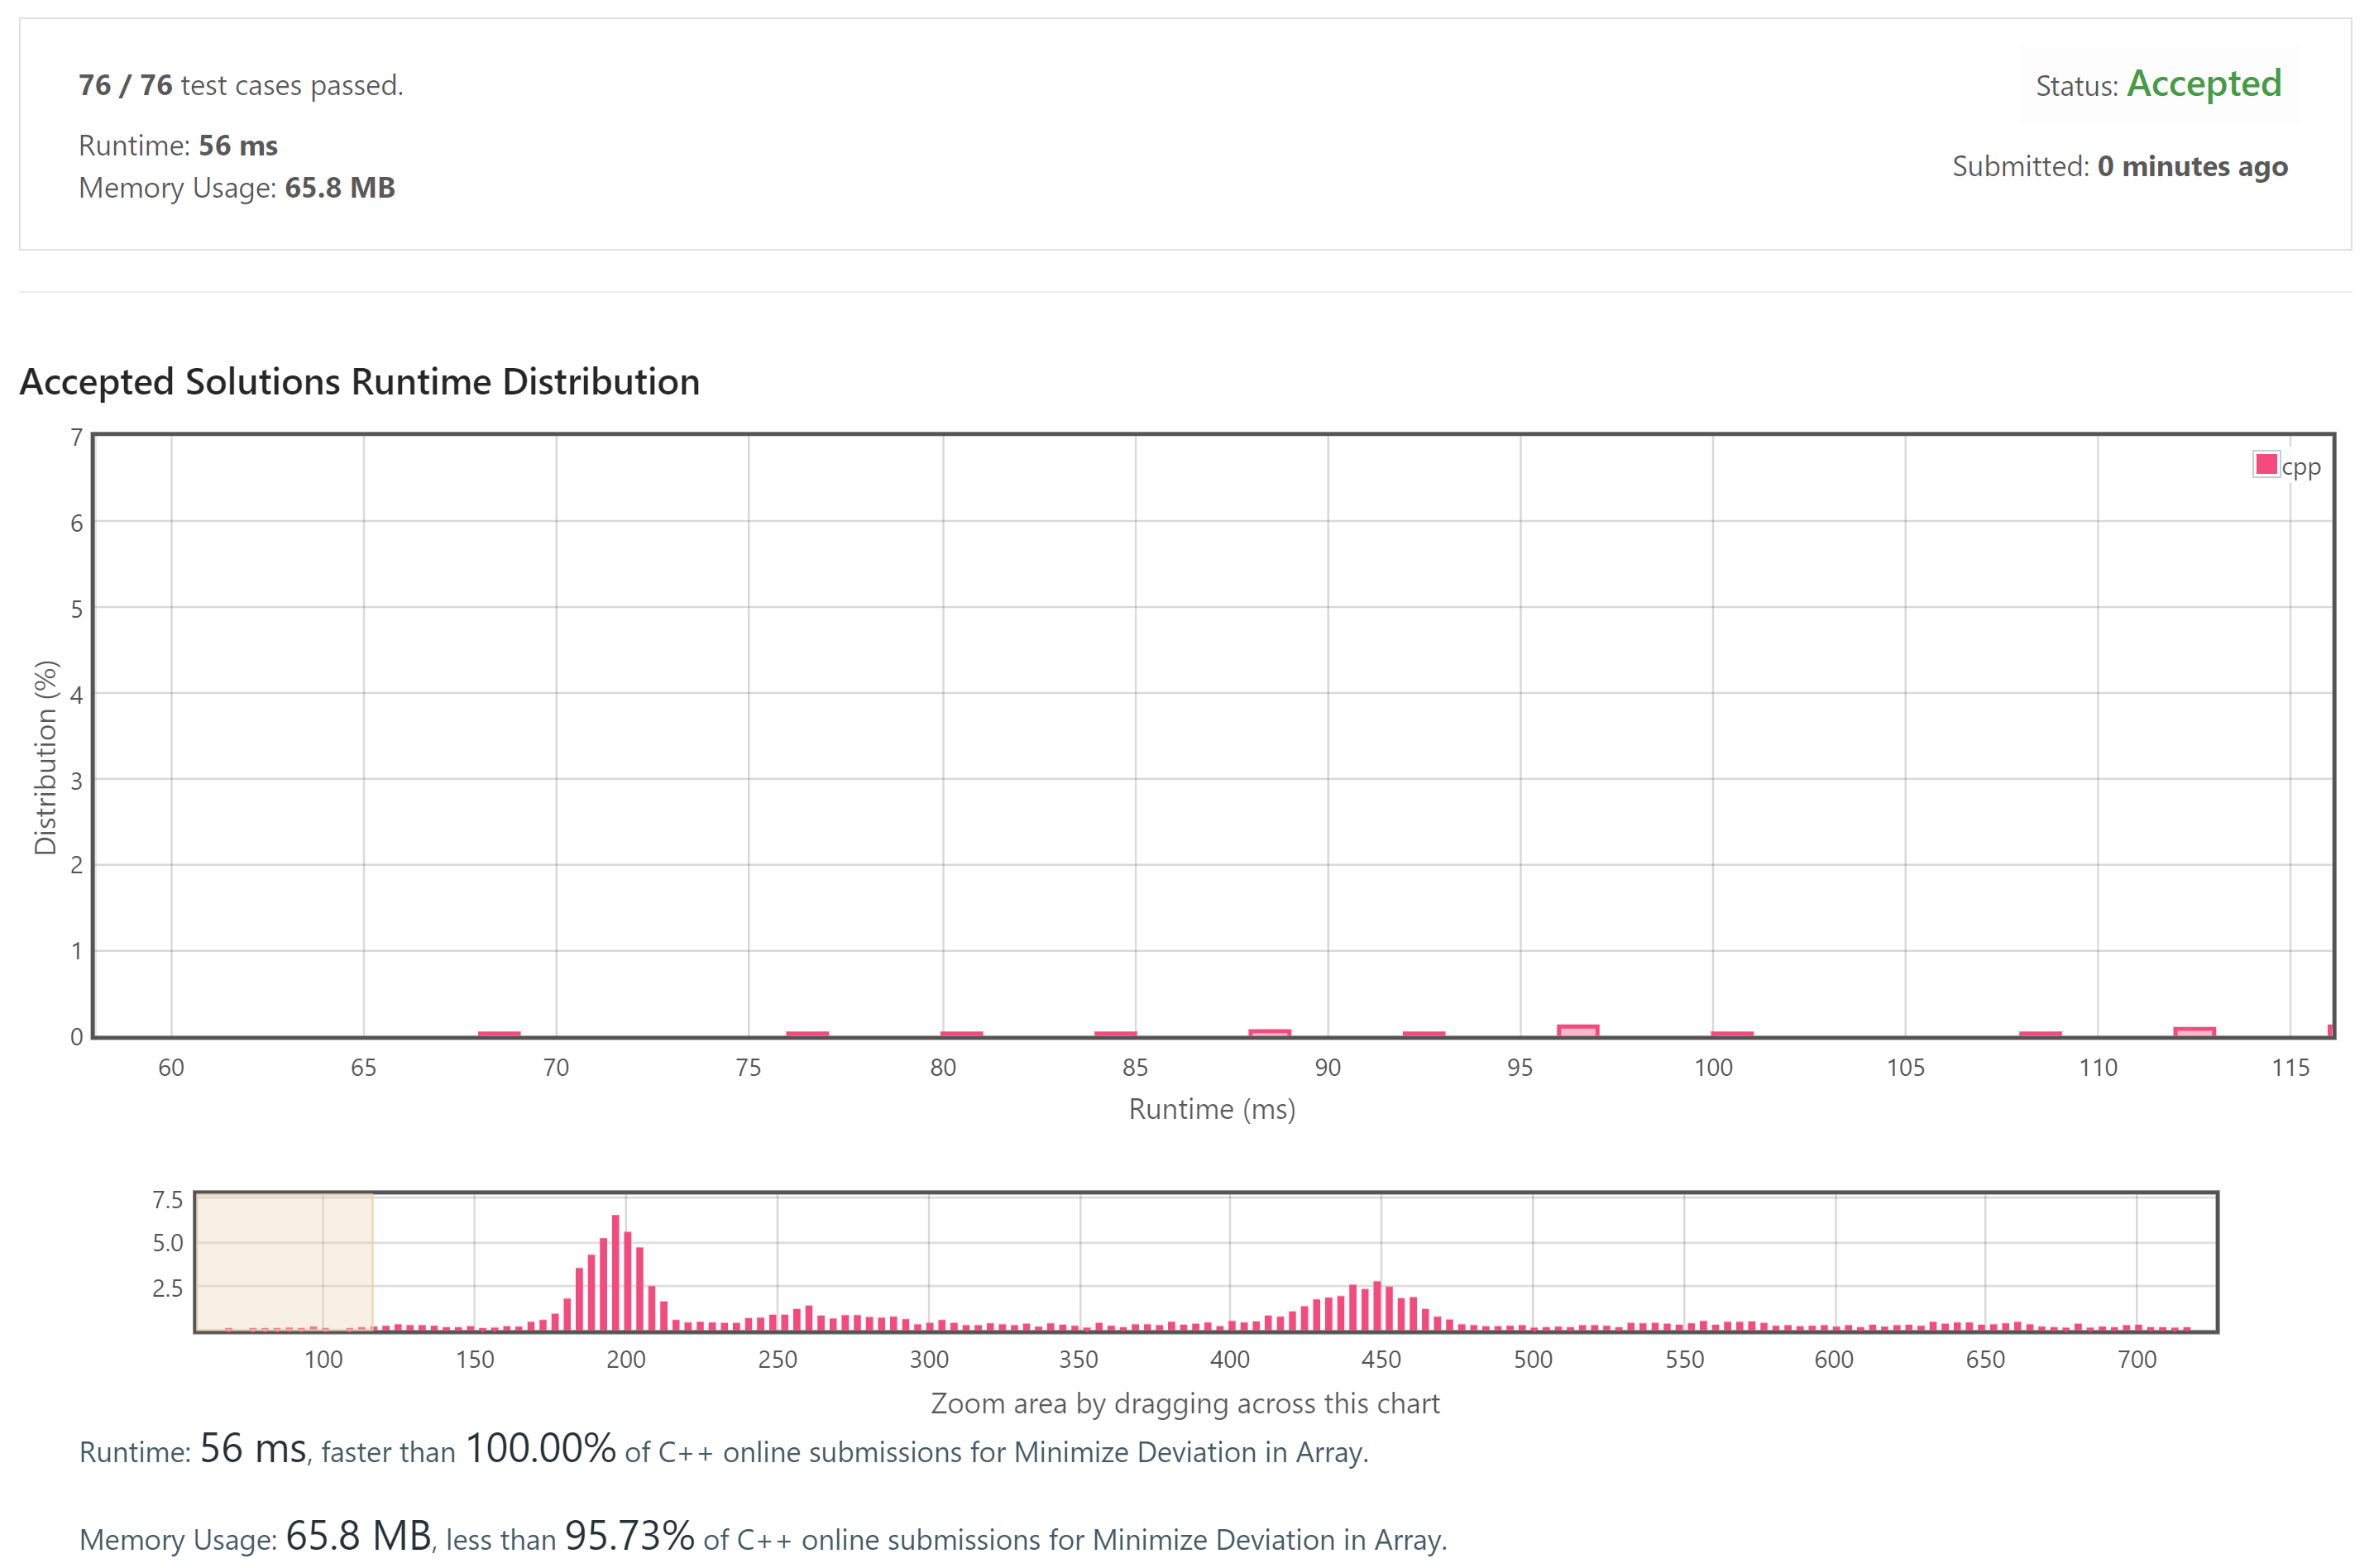 76 / 76 test cases passed.
Status: Accepted
Runtime: 56 ms
Submitted: 0 minutes ago
Memory Usage: 65.8 MB
Accepted Solutions Runtime Distribution
cpp
7
6
5
4
3
2
1
0
Distribution (%)
60 65 70 75 80 85 90 95 100 105 110 115
Runtime (ms)
7.5
5.0
2.5
100 150 200 250 300 350 400 450 500 550 600 650 700
Zoom area by dragging across this chart
Runtime: 56 ms, faster than 100.00% of C++ online submissions for Minimize Deviation in Array.
Memory Usage: 65.8 MB, less than 95.73% of C++ online submissions for Minimize Deviation in Array.